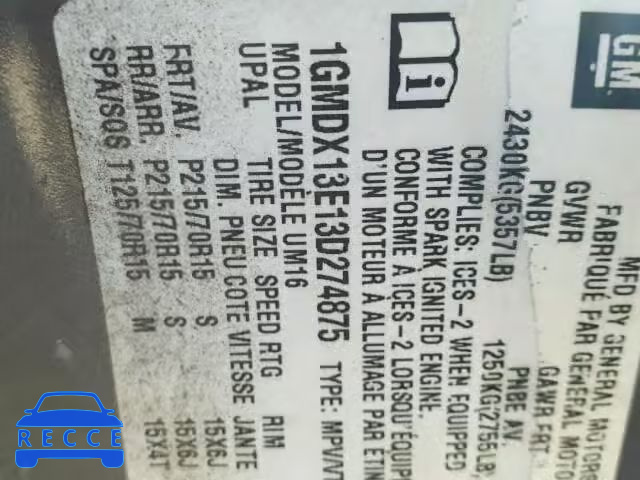 GM
MFD BY GENERAL MOTORS
FABRIQUÉ PAR GENERAL MOTO
GVWR GAWR FRT.
PNBV PNBE AV.
2430KG(5357LB) 1250KG(2755LB)
COMPLIES: ICES-2 WHEN EQUIPPED
WITH SPARK IGNITED ENGINE.
CONFORME À ICES-2 LORSQU'ÉQUIP
D'UN MOTEUR À ALLUMAGE PAR ÉTIN
1GMDX13E13D274875 TYPE: MPV/V
MODEL/MODÈLE UM16
UPAL TIRE SIZE SPEED RTG RIM
DIM. PNEU COTE VITESSE JANTE
FRT/AV. P215/70R15 S 15X6J
RR/ARR. P215/70R15 S 15X6J
SPA/SOS T125/70R15 M 15X4T
RECCE